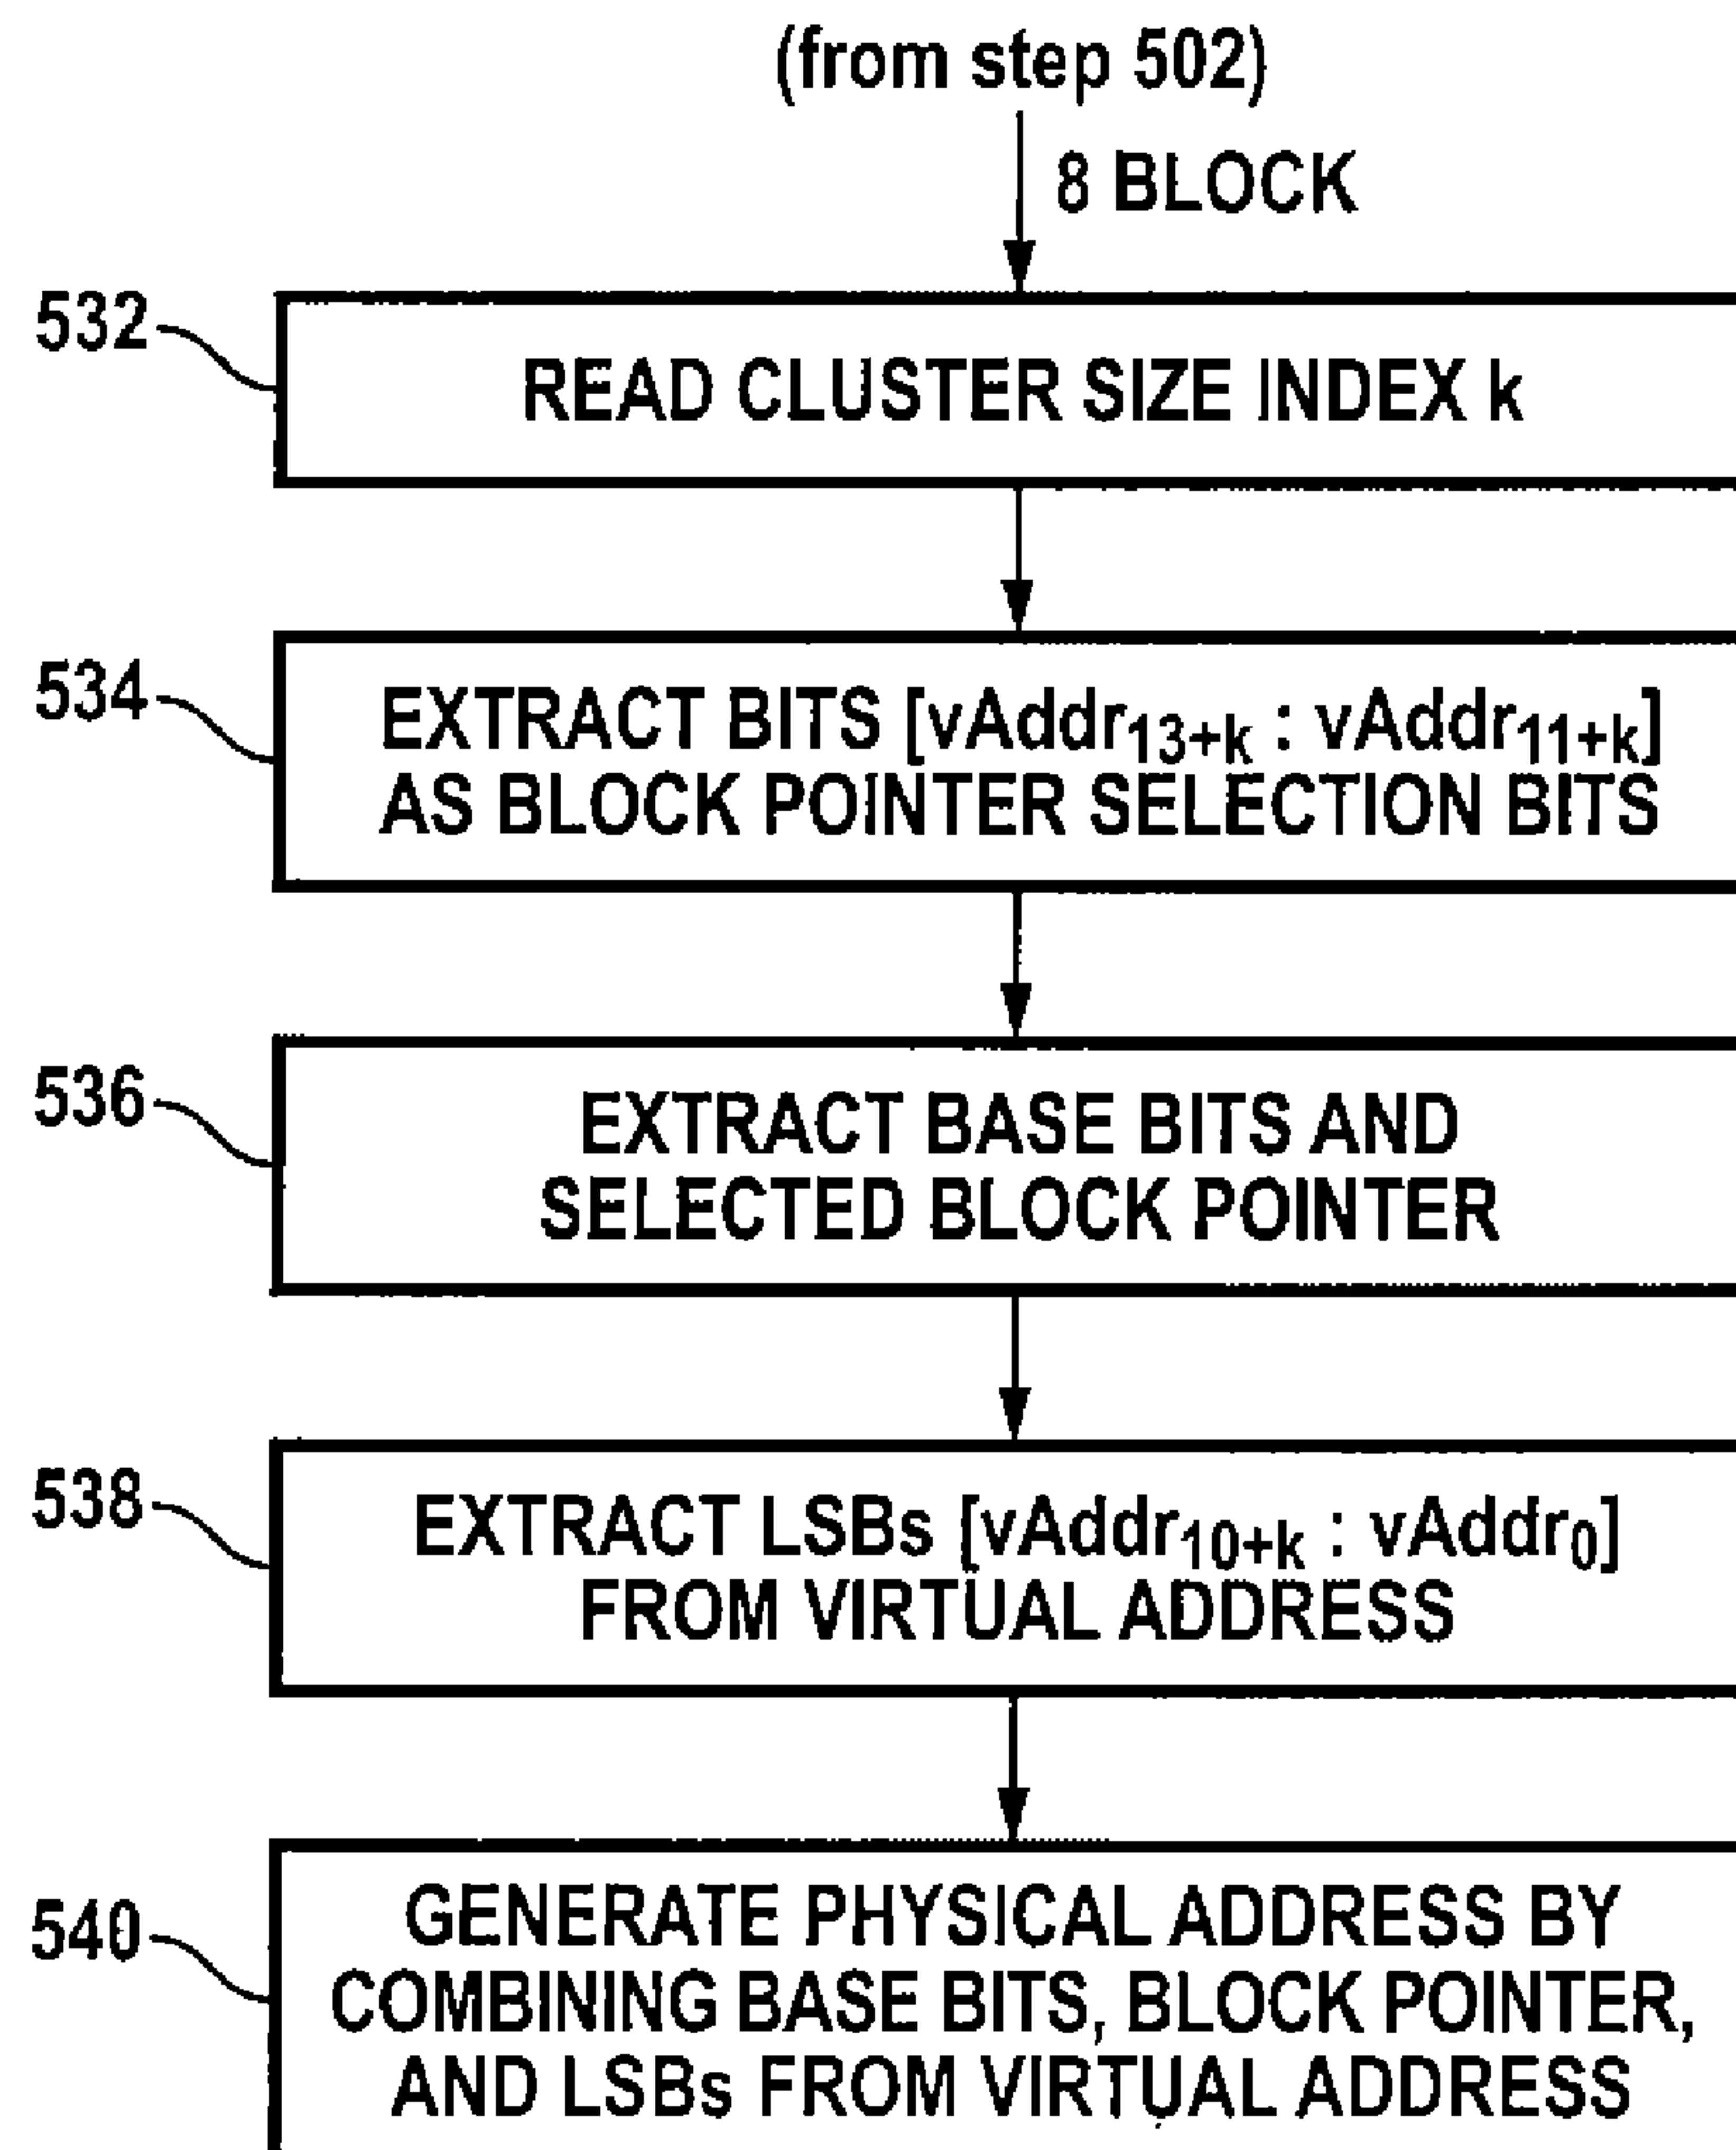 (from step 502)
8 BLOCK
532
READ CLUSTER SIZE INDEX k
534
EXTRACT BITS [vAddr13+k : vAddr11+k]
AS BLOCK POINTER SELECTION BITS
536
EXTRACT BASE BITS AND
SELECTED BLOCK POINTER
538
EXTRACT LSBs [vAddr10+k : vAddr0]
FROM VIRTUAL ADDRESS
540
GENERATE PHYSICAL ADDRESS BY
COMBINING BASE BITS, BLOCK POINTER,
AND LSBs FROM VIRTUAL ADDRESS